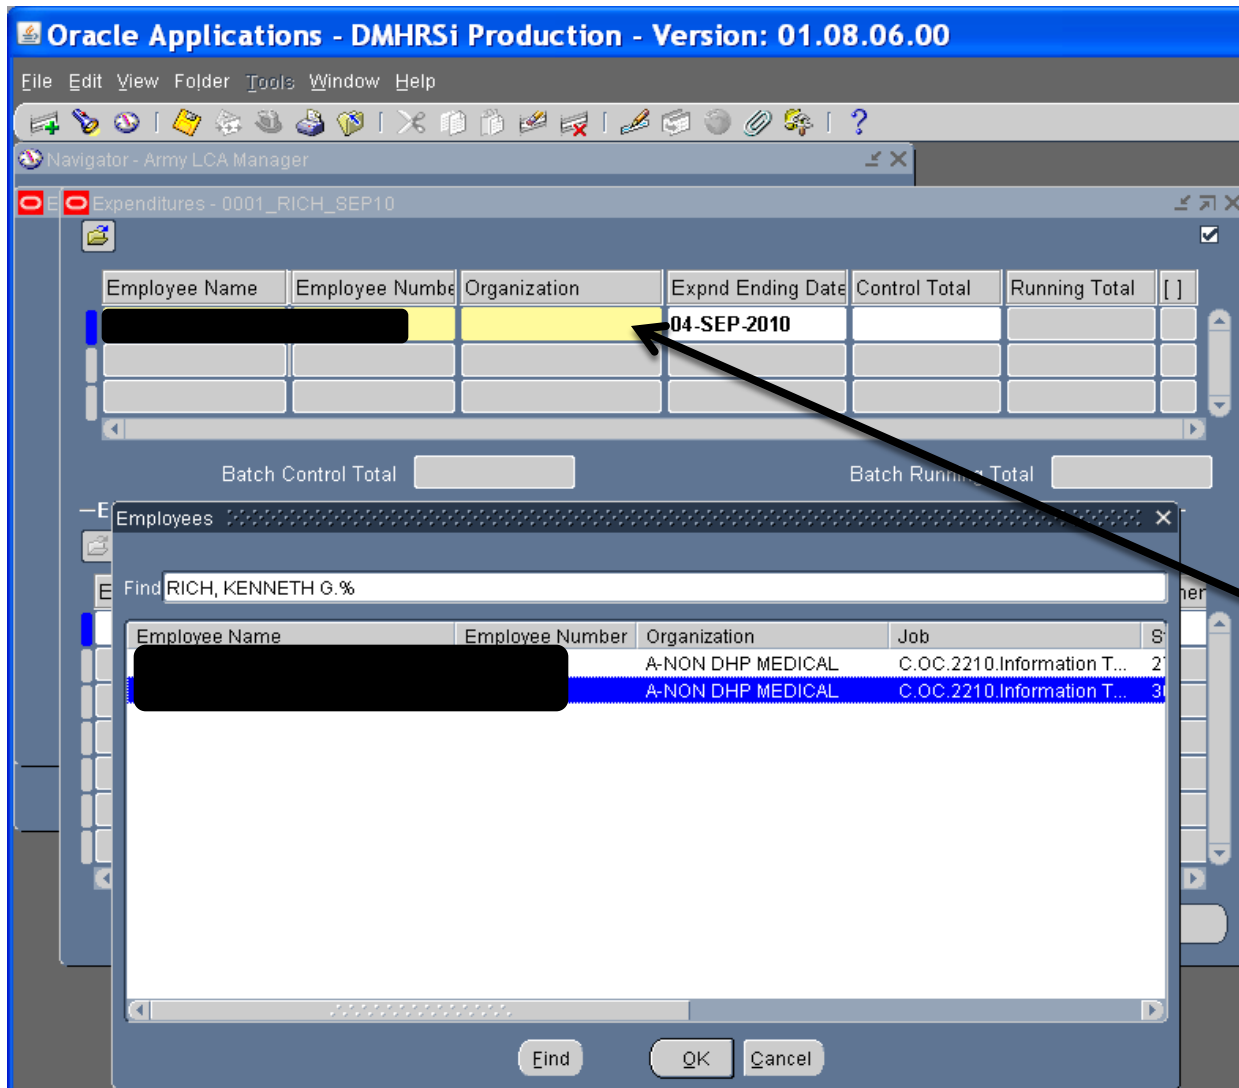 Oracle Applications - DMHRSi Production - Version: 01.08.06.00
File Edit View Folder Tools Window Help
Navigator - Army LCA Manager
E Expenditures - 0001_RICH_SEP10
Employee Name Employee Numbe Organization Expnd Ending Date Control Total Running Total [ ]
04-SEP-2010
Batch Control Total Batch Running Total
E
Employees
Find RICH, KENNETH G.%
E
Employee Name Employee Number Organization Job S
A-NON DHP MEDICAL C.OC.2210.Information T... 2
A-NON DHP MEDICAL C.OC.2210.Information T... 3
Find OK Cancel